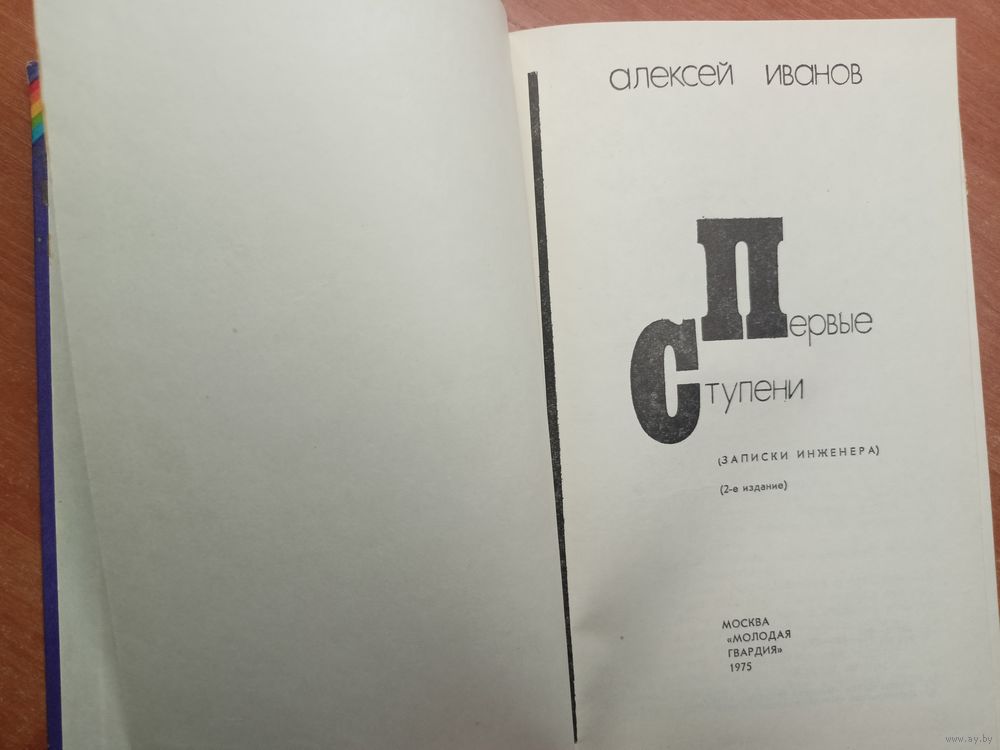 алексей иванов
Первые
Ступени
(ЗАПИСКИ ИНЖЕНЕРА)
(2-е издание)
МОСКВА
«МОЛОДАЯ
ГВАРДИЯ»
1975
www.ay.by